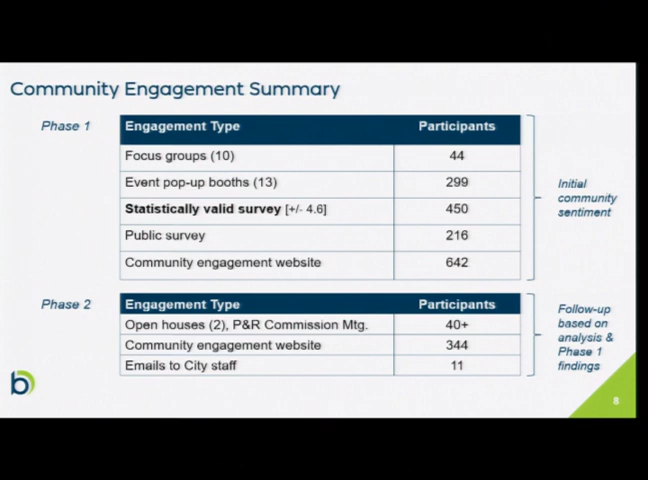 Community Engagement Summary
Phase 1
Engagement Type Participants
Focus groups (10) 44
Event pop-up booths (13) 299
Statistically valid survey [+/- 4.6] 450
Public survey 216
Community engagement website 642
Initial
community
sentiment
Phase 2
Engagement Type Participants
Open houses (2), P&R Commission Mtg. 40+
Community engagement website 344
Emails to City staff 11
Follow-up
based on
analysis &
Phase 1
findings
b
8